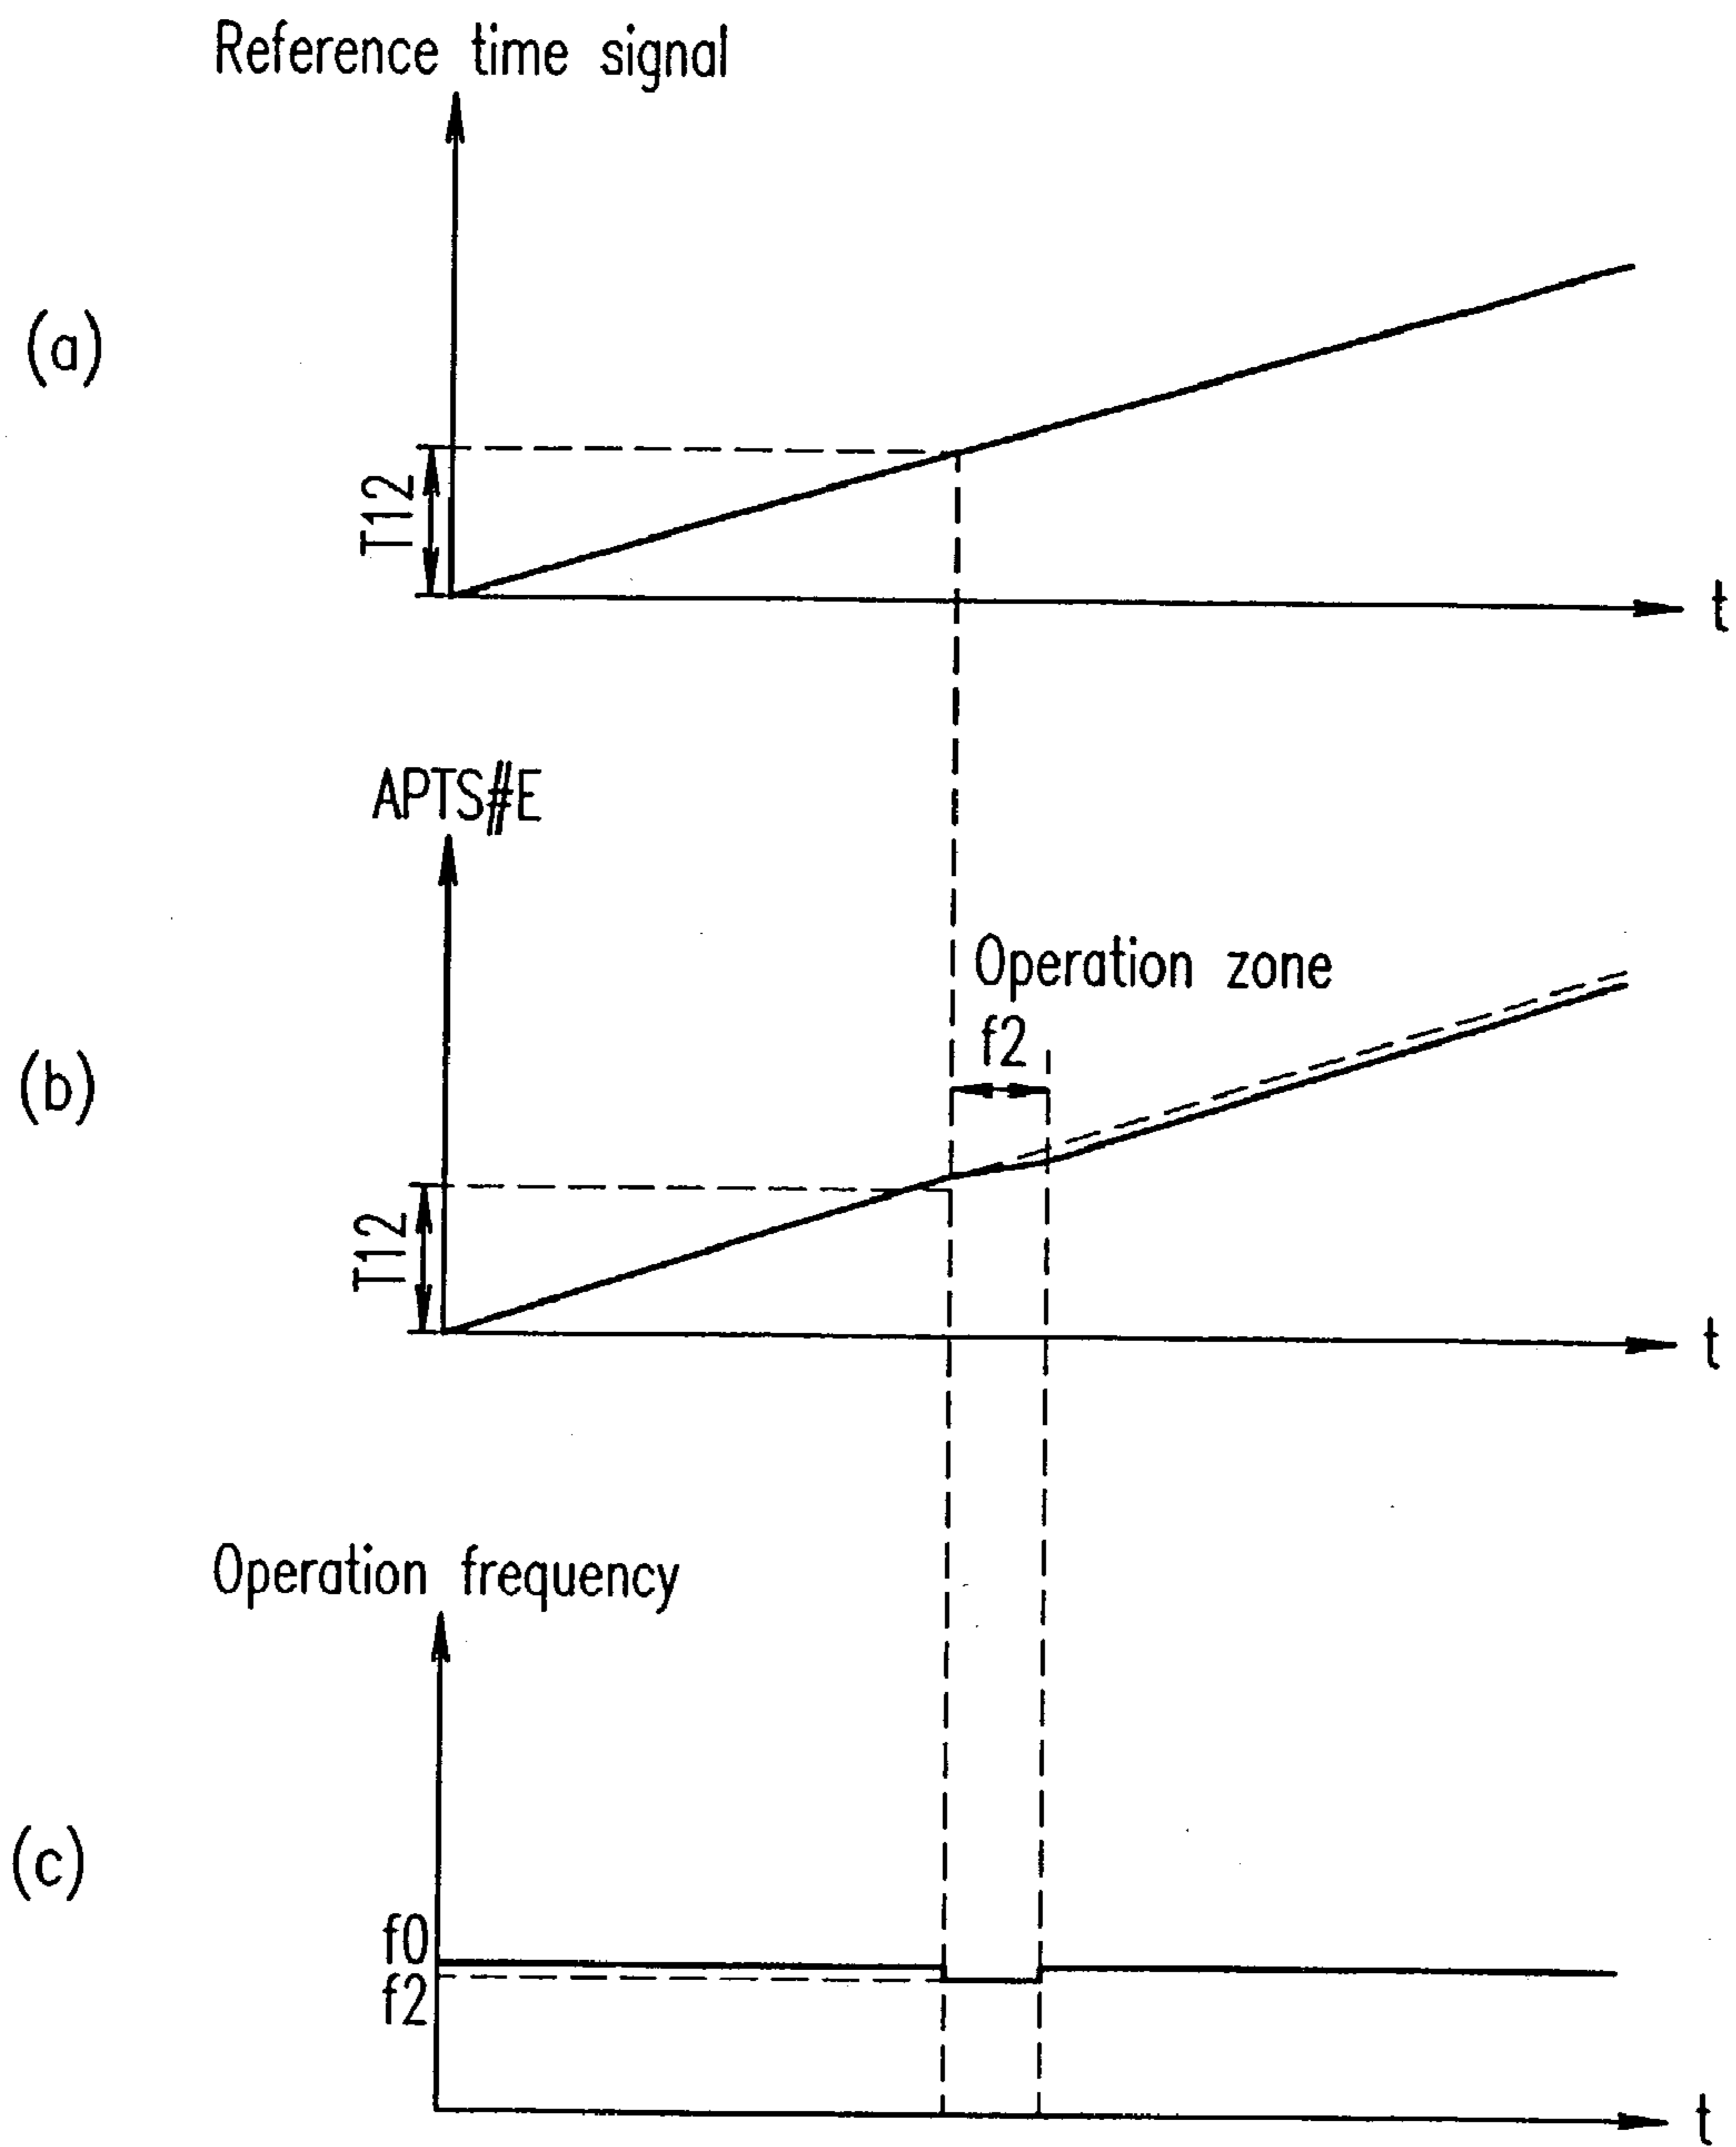 Reference time signal
(a)
T12
t
APTS#E
Operation zone
f2
(b)
T12
t
Operation frequency
(c)
f0
f2
t